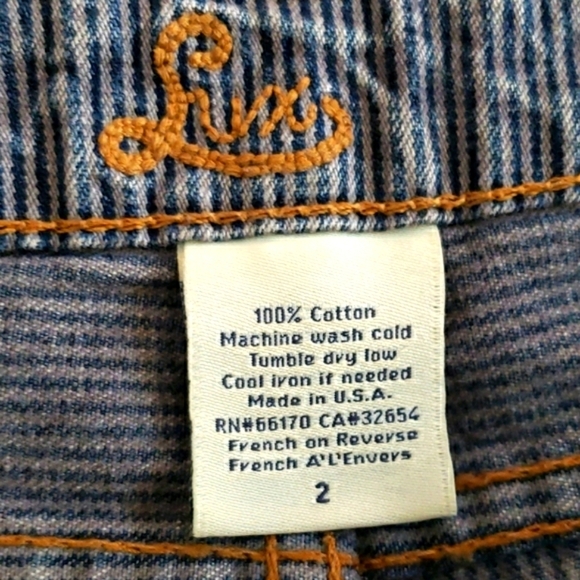 Lux
100% Cotton
Machine wash cold
Tumble dry low
Cool iron if needed
Made in U.S.A.
RN#66170 CA#32654
French on Reverse
French A'L'Envers
2